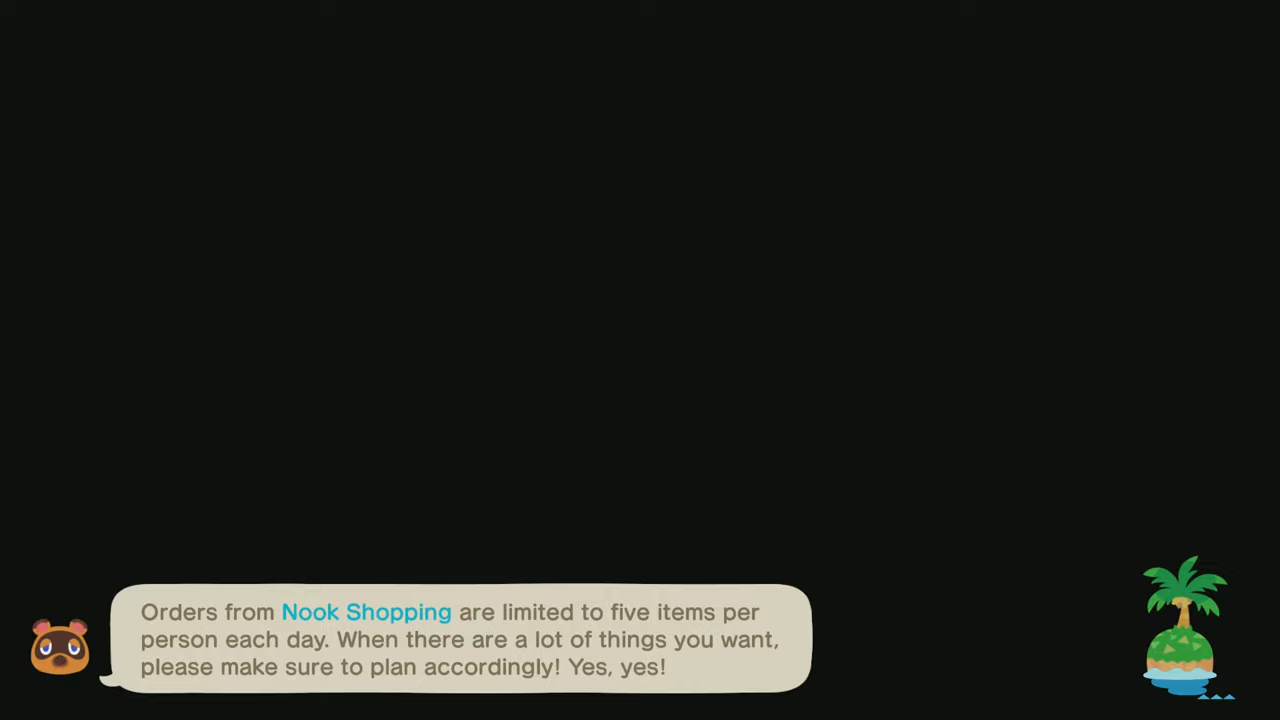 Orders from Nook Shopping are limited to five items per
person each day. When there are a lot of things you want,
please make sure to plan accordingly! Yes, yes!